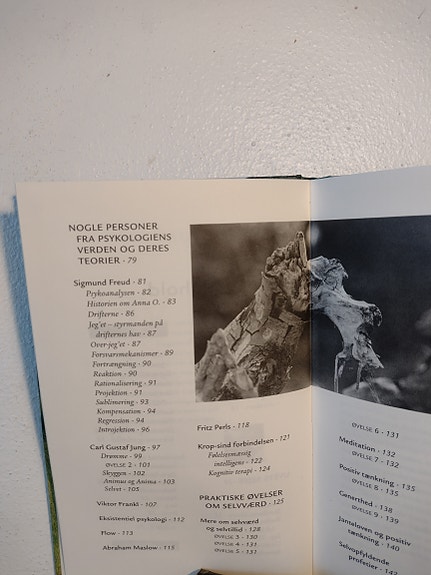 NOGLE PERSONER
FRA PSYKOLOGIENS
VERDEN OG DERES
TEORIER · 79
Sigmund Freud · 81
Psykoanalysen · 82
Historien om Anna O. · 83
Drifterne · 86
Jeg'et – styrmanden på
drifternes hav · 87
Over-jeg'et · 87
Forsvarsmekanismer · 89
Fortrængning · 90
Reaktion · 90
Rationalisering · 91
Projektion · 91
Sublimering · 93
Kompensation · 94
Regression · 94
Introjektion · 96
Carl Gustaf Jung · 97
Drømme · 99
ØVELSE 2 · 101
Skyggen · 102
Animus og Anima · 103
Selvet · 105
Viktor Frankl · 107
Eksistentiel psykologi · 112
Flow · 113
Abraham Maslow · 115
Fritz Perls · 118
Krop-sind forbindelsen · 121
Følelsesmæssig
intelligens · 122
Kognitiv terapi · 124
PRAKTISKE ØVELSER
OM SELVVÆRD · 125
Mere om selvværd
og selvtillid · 128
ØVELSE 3 · 130
ØVELSE 4 · 131
ØVELSE 5 · 131
ØVELSE 6 · 131
Meditation · 132
ØVELSE 7 · 132
Positiv tænkning · 135
ØVELSE 8 · 135
Generthed · 138
ØVELSE 9 · 139
Janteloven og positiv
tænkning · 140
Selvopfyldende
profetier · 142